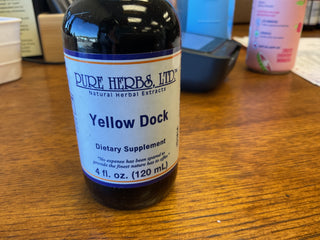 PURE HERBS, LTD.™
Natural Herbal Extracts
Yellow Dock
Dietary Supplement
"No expense has been spared to
provide the finest nature has to offer."
4 fl. oz. (120 mL)